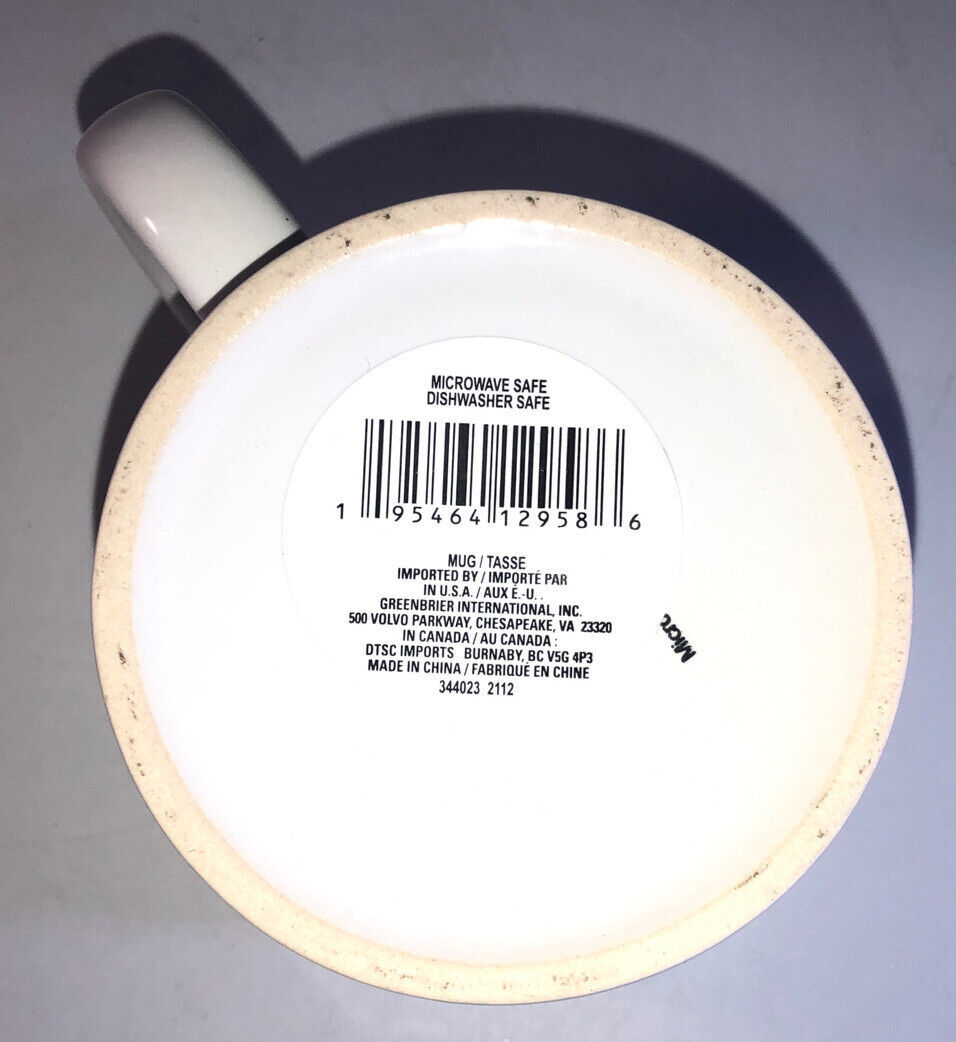 MICROWAVE SAFE
DISHWASHER SAFE
1 95464 12958 6
MUG / TASSE
IMPORTED BY / IMPORTÉ PAR
IN U.S.A. / AUX É.-U. .
GREENBRIER INTERNATIONAL, INC.
500 VOLVO PARKWAY, CHESAPEAKE, VA 23320
IN CANADA / AU CANADA :
DTSC IMPORTS BURNABY, BC V5G 4P3
MADE IN CHINA / FABRIQUÉ EN CHINE
344023 2112